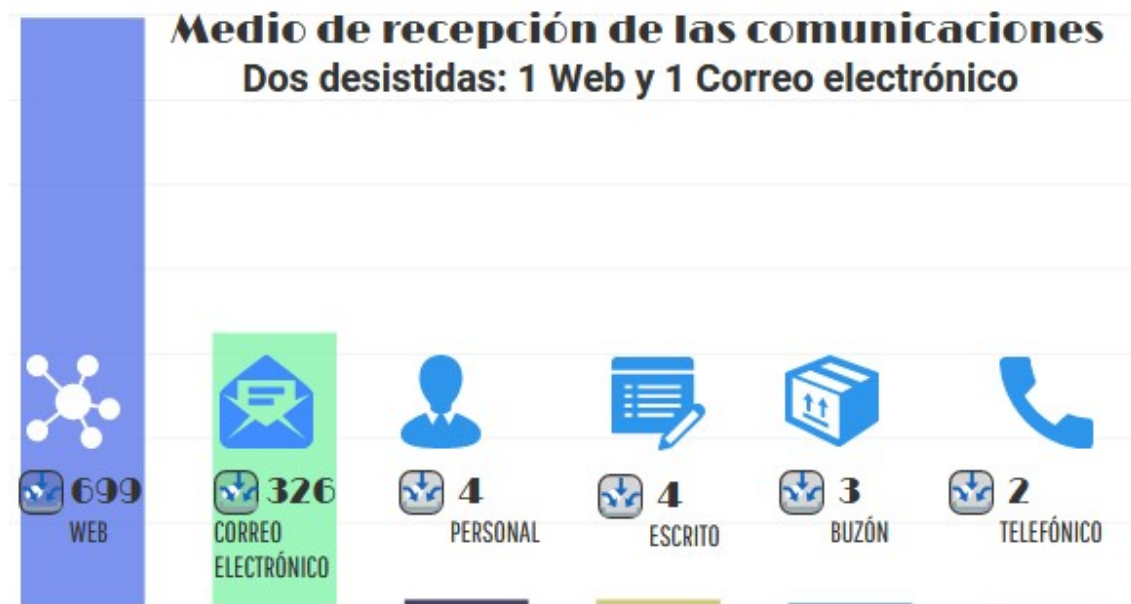 Medio de recepción de las comunicaciones
Dos desistidas: 1 Web y 1 Correo electrónico
699
WEB
326
CORREO
ELECTRÓNICO
4
PERSONAL
4
ESCRITO
3
BUZÓN
2
TELEFÓNICO